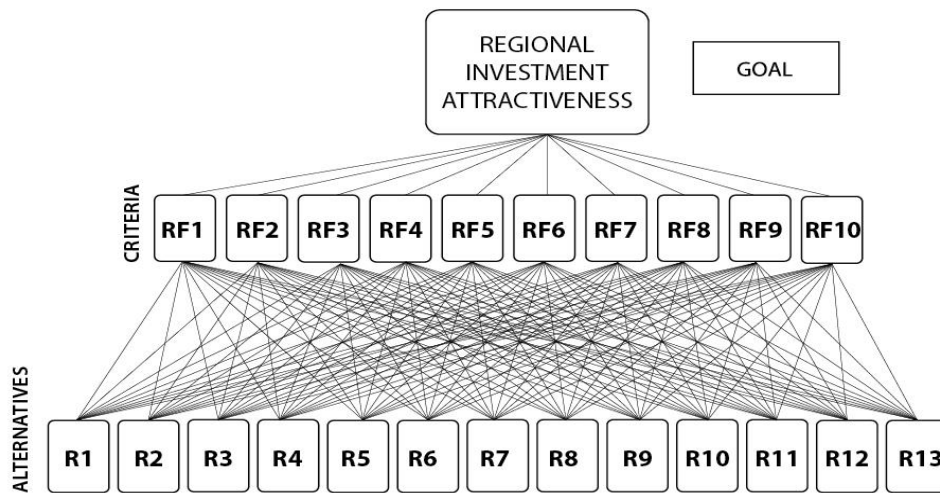 REGIONAL
INVESTMENT
ATTRACTIVENESS
GOAL
CRITERIA
RF1 RF2 RF3 RF4 RF5 RF6 RF7 RF8 RF9 RF10
ALTERNATIVES
R1 R2 R3 R4 R5 R6 R7 R8 R9 R10 R11 R12 R13